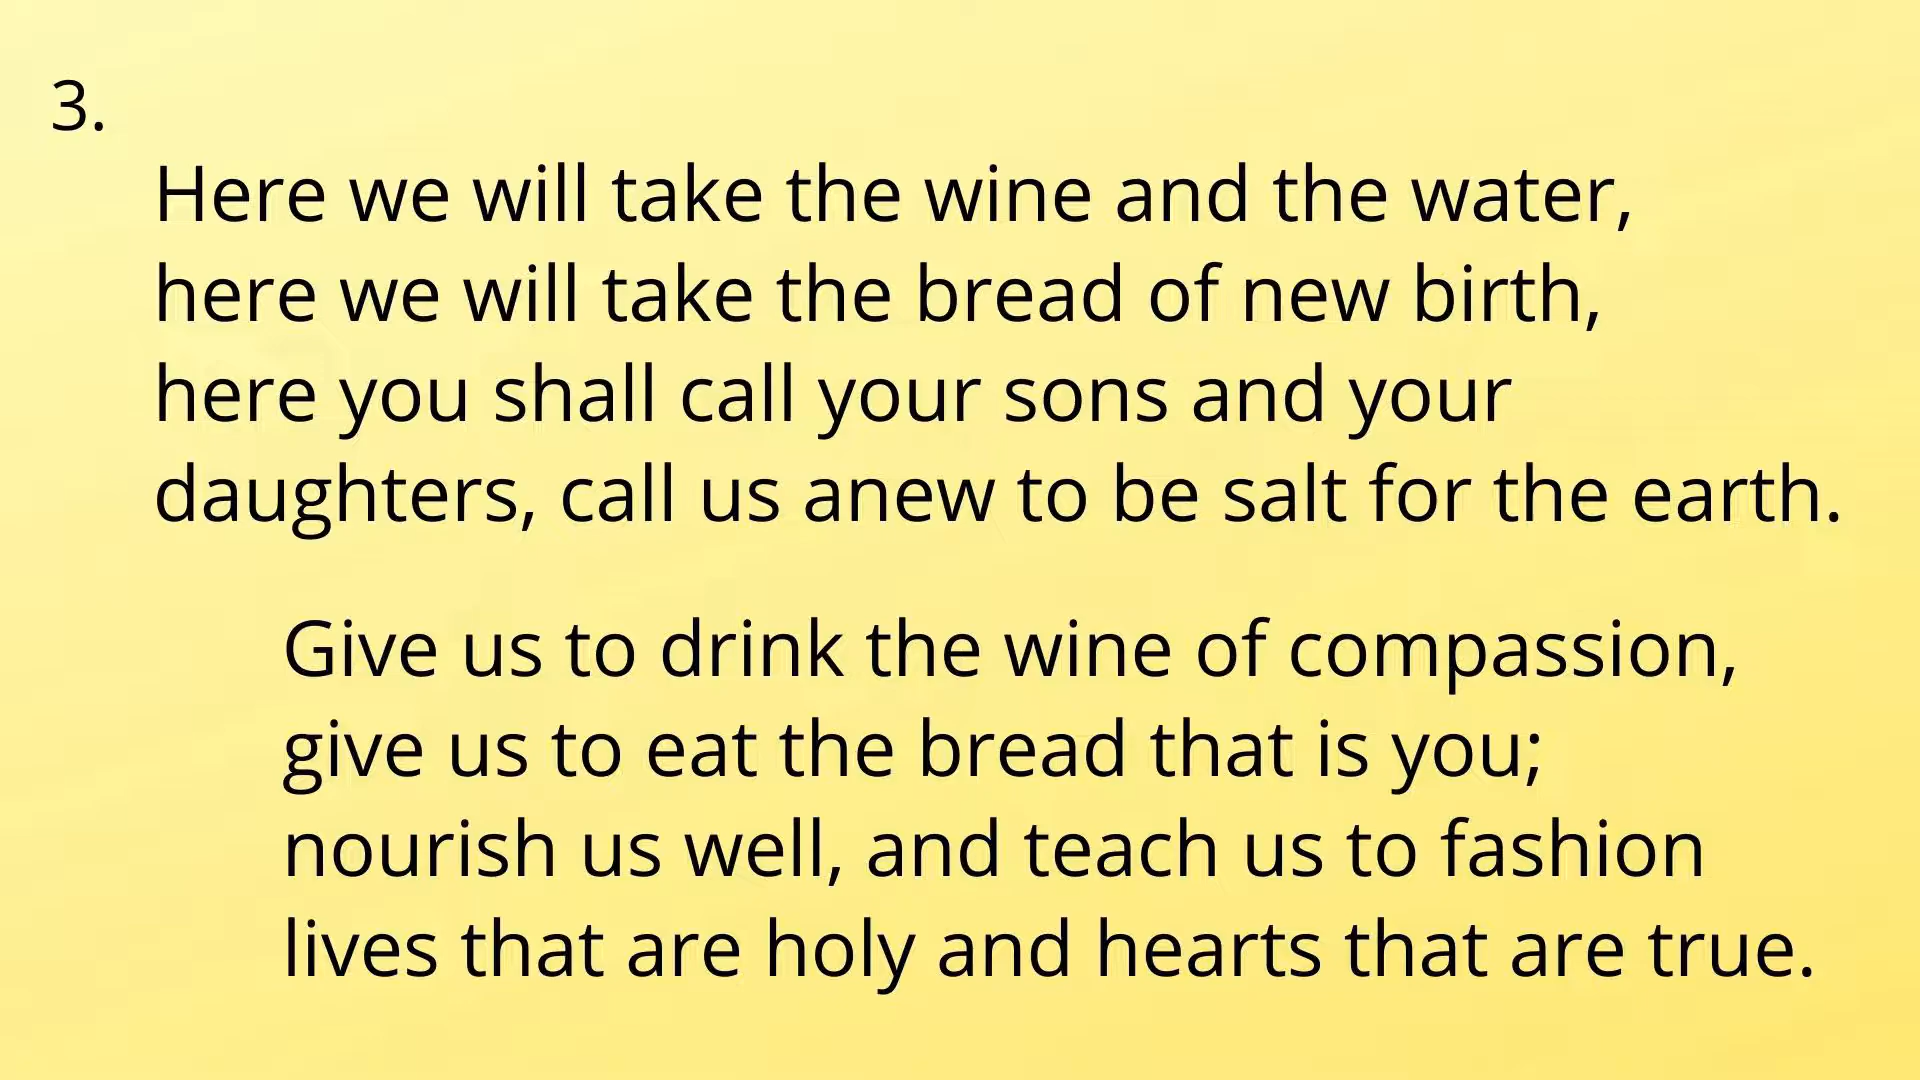 3.
Here we will take the wine and the water,
here we will take the bread of new birth,
here you shall call your sons and your
daughters, call us anew to be salt for the earth.
Give us to drink the wine of compassion,
give us to eat the bread that is you;
nourish us well, and teach us to fashion
lives that are holy and hearts that are true.